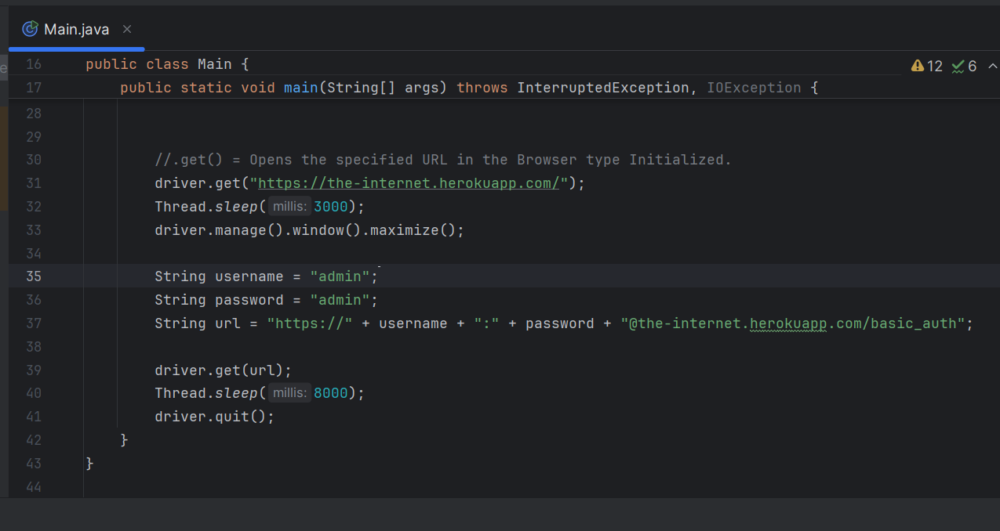 Main.java
16 public class Main { 12 6
17 public static void main(String[] args) throws InterruptedException, IOException {
28
29
30 //.get() = Opens the specified URL in the Browser type Initialized.
31 driver.get("https://the-internet.herokuapp.com/");
32 Thread.sleep( millis: 3000);
33 driver.manage().window().maximize();
34
35 String username = "admin";
36 String password = "admin";
37 String url = "https://" + username + ":" + password + "@the-internet.herokuapp.com/basic_auth";
38
39 driver.get(url);
40 Thread.sleep( millis: 8000);
41 driver.quit();
42 }
43 }
44